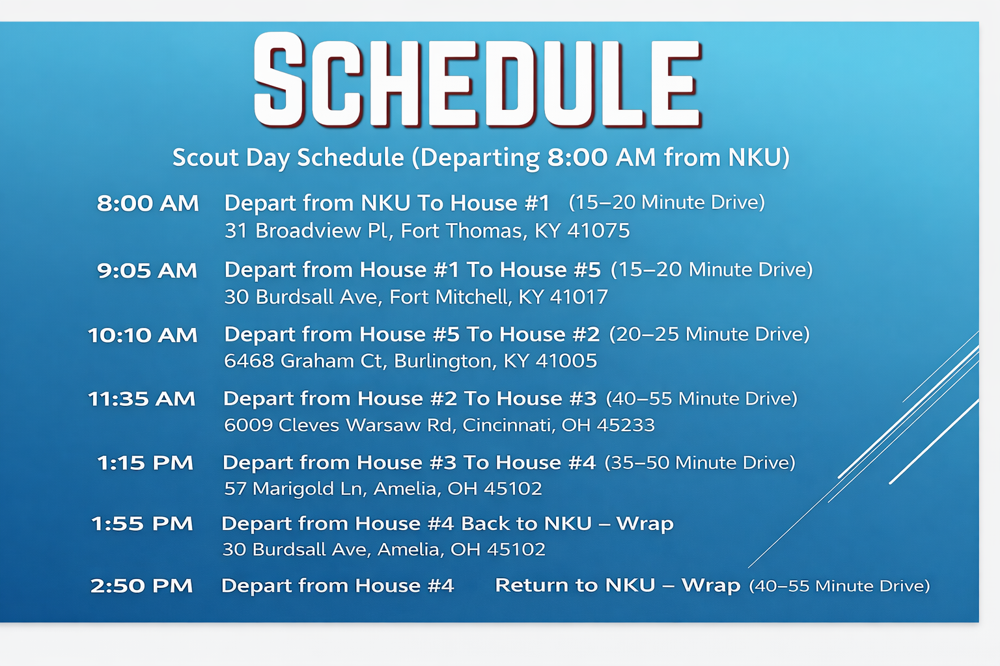 SCHEDULE
Scout Day Schedule (Departing 8:00 AM from NKU)
8:00 AM Depart from NKU To House #1 (15–20 Minute Drive)
31 Broadview Pl, Fort Thomas, KY 41075
9:05 AM Depart from House #1 To House #5 (15–20 Minute Drive)
30 Burdsall Ave, Fort Mitchell, KY 41017
10:10 AM Depart from House #5 To House #2 (20–25 Minute Drive)
6468 Graham Ct, Burlington, KY 41005
11:35 AM Depart from House #2 To House #3 (40–55 Minute Drive)
6009 Cleves Warsaw Rd, Cincinnati, OH 45233
1:15 PM Depart from House #3 To House #4 (35–50 Minute Drive)
57 Marigold Ln, Amelia, OH 45102
1:55 PM Depart from House #4 Back to NKU – Wrap
30 Burdsall Ave, Amelia, OH 45102
2:50 PM Depart from House #4 Return to NKU – Wrap (40–55 Minute Drive)